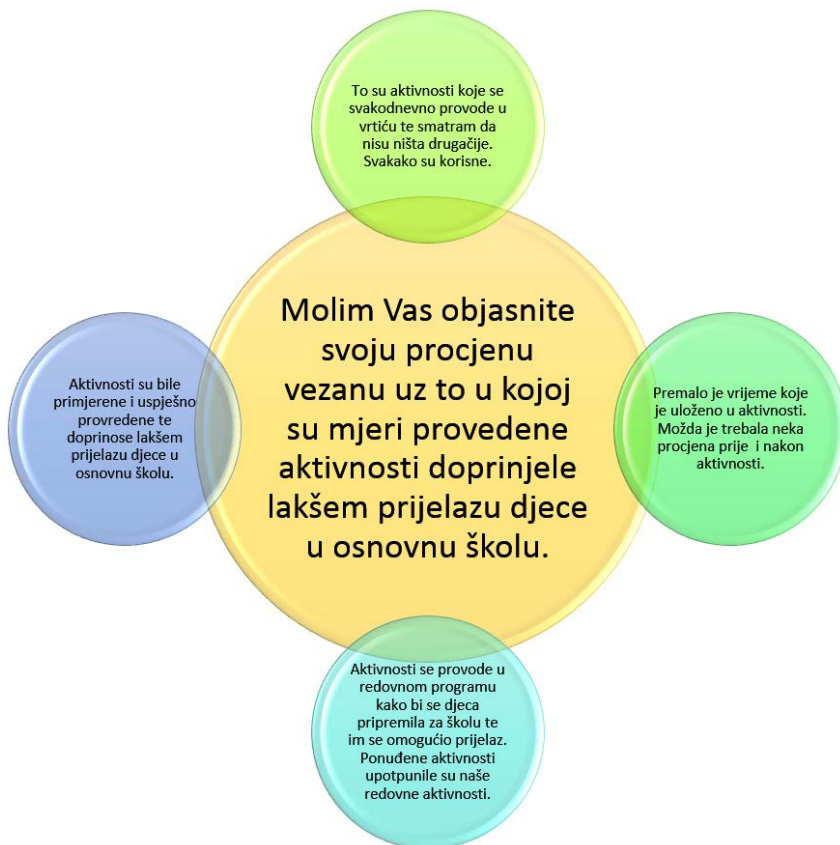 To su aktivnosti koje se
svakodnevno provode u
vrtiću te smatram da
nisu ništa drugačije.
Svakako su korisne.
Molim Vas objasnite
svoju procjenu
vezanu uz to u kojoj
su mjeri provedene
aktivnosti doprinjele
lakšem prijelazu djece
u osnovnu školu.
Aktivnosti su bile
primjerene i uspješno
provredene te
doprinose lakšem
prijelazu djece u
osnovnu školu.
Premalo je vrijeme koje
je uloženo u aktivnosti.
Možda je trebala neka
procjena prije i nakon
aktivnosti.
Aktivnosti se provode u
redovnom programu
kako bi se djeca
pripremila za školu te
im se omogućio prijelaz.
Ponuđene aktivnosti
upotpunile su naše
redovne aktivnosti.